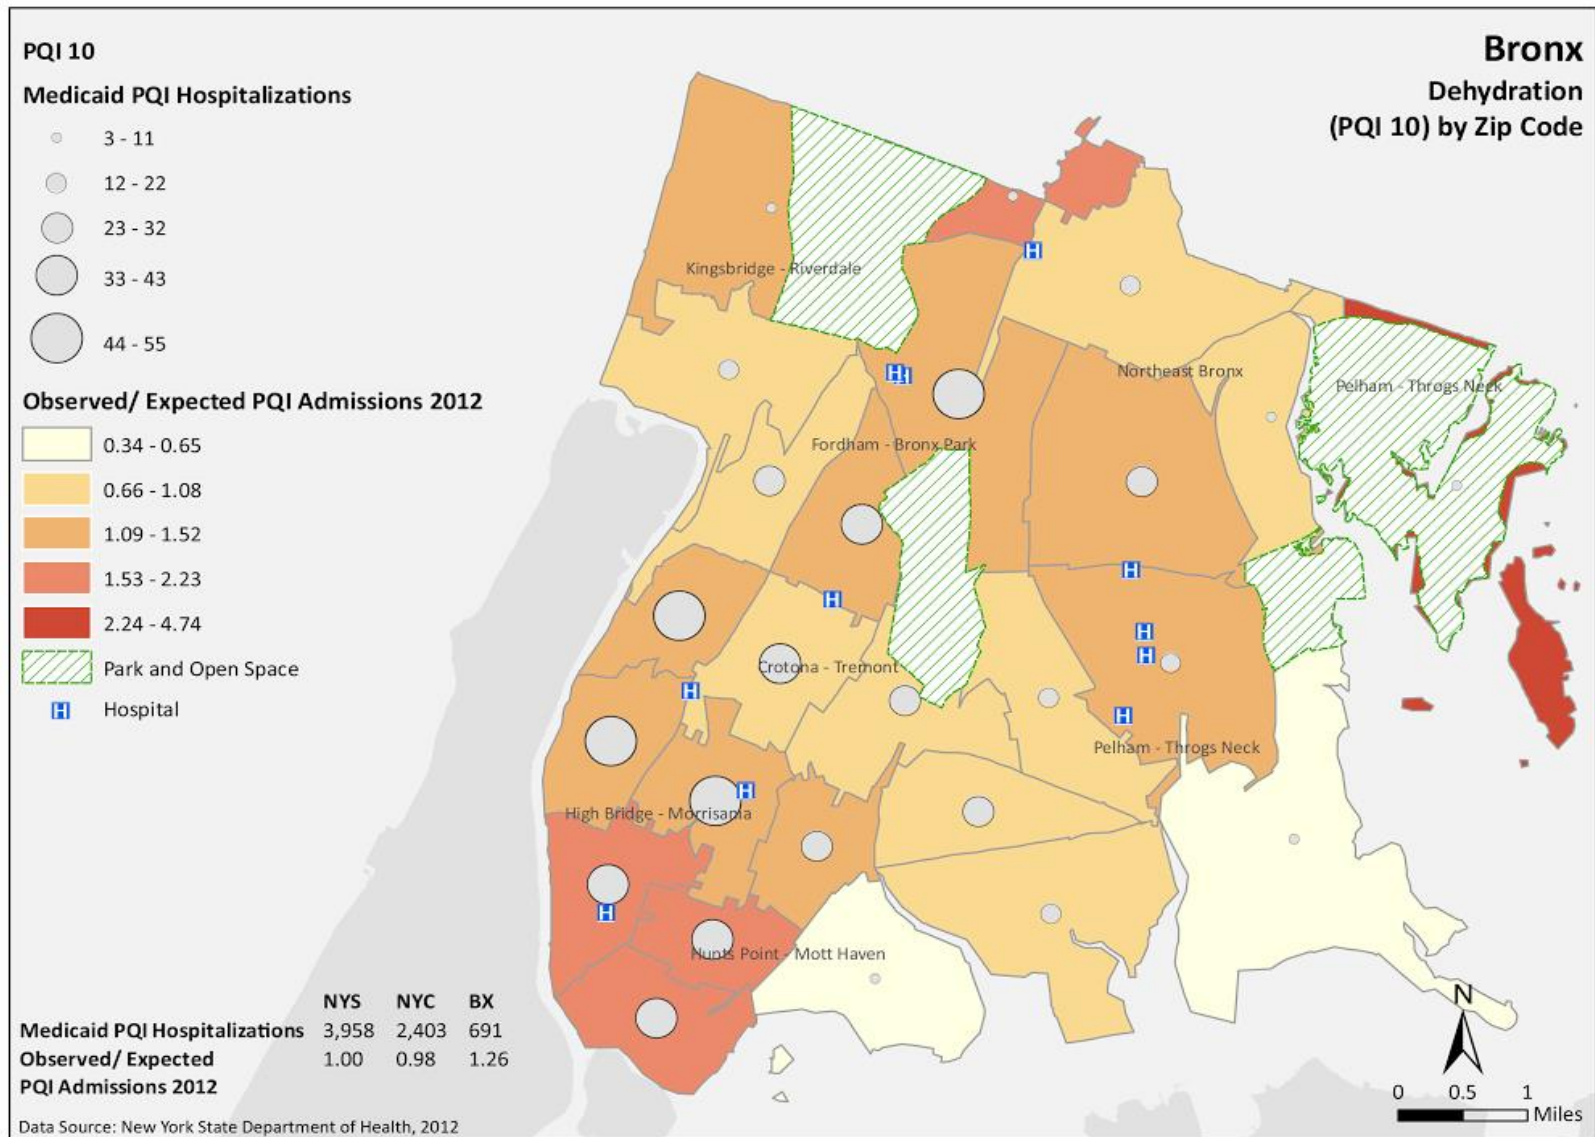 PQI 10
Medicaid PQI Hospitalizations
3 - 11
12 - 22
23 - 32
33 - 43
44 - 55
Observed/ Expected PQI Admissions 2012
0.34 - 0.65
0.66 - 1.08
1.09 - 1.52
1.53 - 2.23
2.24 - 4.74
Park and Open Space
H Hospital
Bronx
Dehydration
(PQI 10) by Zip Code
Kingsbridge - Riverdale
H
Northeast Bronx
H H
Pelham - Throgs Neck
Fordham - Bronx Park
H
H
H
H
Crotona - Tremont
H
H
Pelham - Throgs Neck
H
High Bridge - Morrisania
H
Hunts Point - Mott Haven
NYS NYC BX
Medicaid PQI Hospitalizations 3,958 2,403 691
Observed/ Expected 1.00 0.98 1.26
PQI Admissions 2012
Data Source: New York State Department of Health, 2012
N
0 0.5 1
Miles